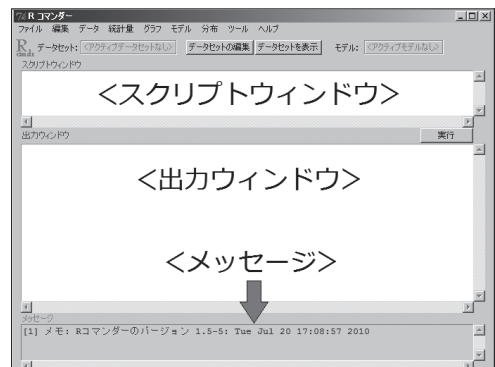 R コマンダー
ファイル 編集 データ 統計量 グラフ モデル 分布 ツール ヘルプ
R データセット: <アクティブデータセットなし> データセットの編集 データセットを表示 モデル: <アクティブモデルなし>
スクリプトウィンドウ
<スクリプトウィンドウ>
出力ウィンドウ 実行
<出力ウィンドウ>
<メッセージ>
メッセージ
[1] メモ: Rコマンダーのバージョン 1.5-5: Tue Jul 20 17:08:57 2010